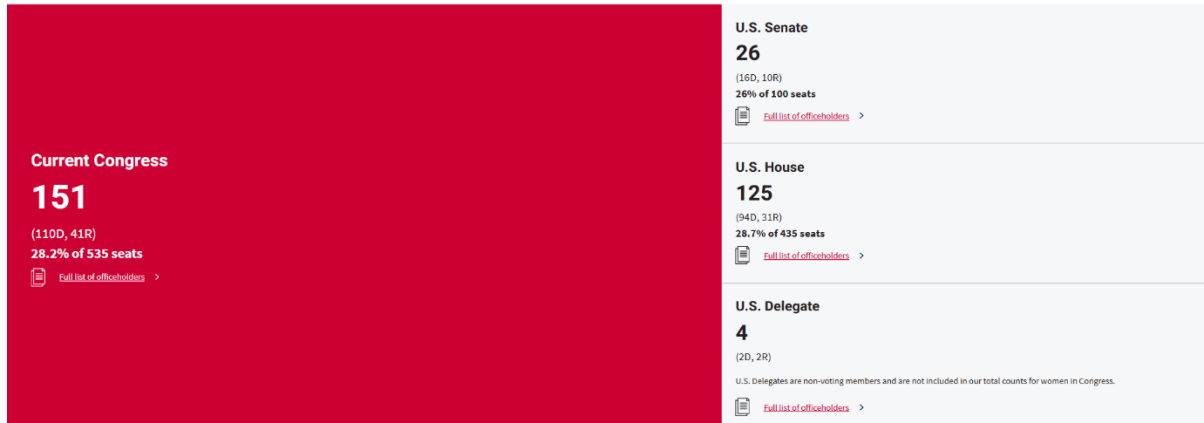 Current Congress
151
(110D, 41R)
28.2% of 535 seats
Full list of officeholders >
U.S. Senate
26
(16D, 10R)
26% of 100 seats
Full list of officeholders >
U.S. House
125
(94D, 31R)
28.7% of 435 seats
Full list of officeholders >
U.S. Delegate
4
(2D, 2R)
U.S. Delegates are non-voting members and are not included in our total counts for women in Congress.
Full list of officeholders >